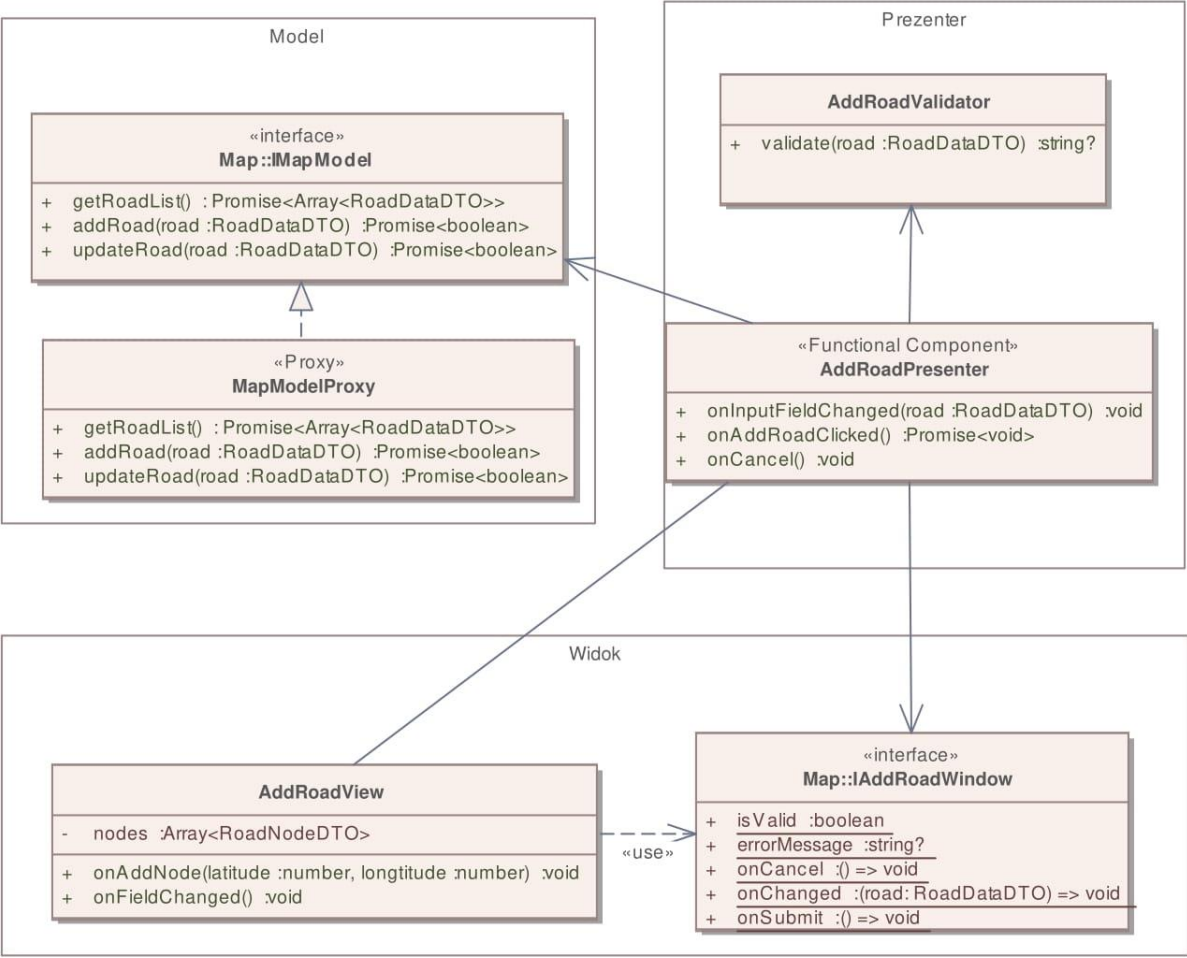 Model
«interface»
Map::IMapModel
+ getRoadList() : Promise<Array<RoadDataDTO>>
+ addRoad(road :RoadDataDTO) :Promise<boolean>
+ updateRoad(road :RoadDataDTO) :Promise<boolean>
«Proxy»
MapModelProxy
+ getRoadList() : Promise<Array<RoadDataDTO>>
+ addRoad(road :RoadDataDTO) :Promise<boolean>
+ updateRoad(road :RoadDataDTO) :Promise<boolean>
Prezenter
AddRoadValidator
+ validate(road :RoadDataDTO) :string?
«Functional Component»
AddRoadPresenter
+ onInputFieldChanged(road :RoadDataDTO) :void
+ onAddRoadClicked() :Promise<void>
+ onCancel() :void
Widok
AddRoadView
- nodes :Array<RoadNodeDTO>
+ onAddNode(latitude :number, longtitude :number) :void
+ onFieldChanged() :void
«use»
«interface»
Map::IAddRoadWindow
+ isValid :boolean
+ errorMessage :string?
+ onCancel :() => void
+ onChanged :(road: RoadDataDTO) => void
+ onSubmit :() => void